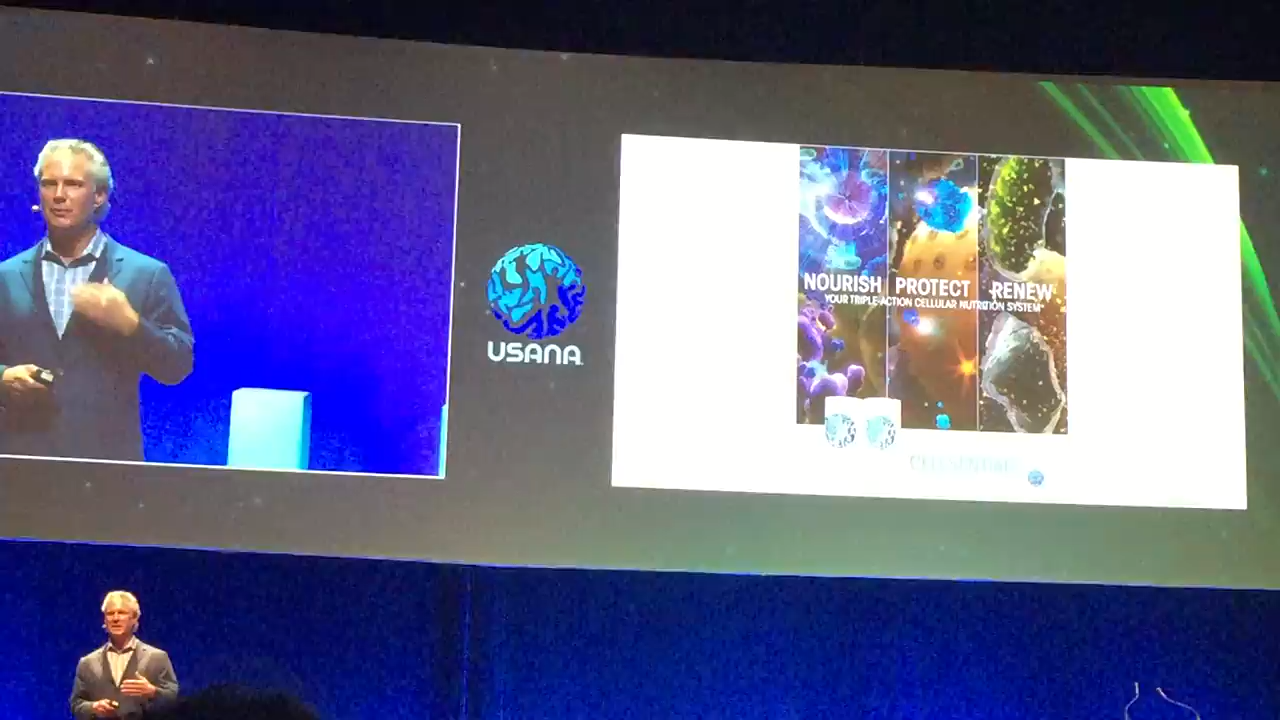 USANA
NOURISH PROTECT RENEW
YOUR TRIPLE-ACTION CELLULAR NUTRITION SYSTEM